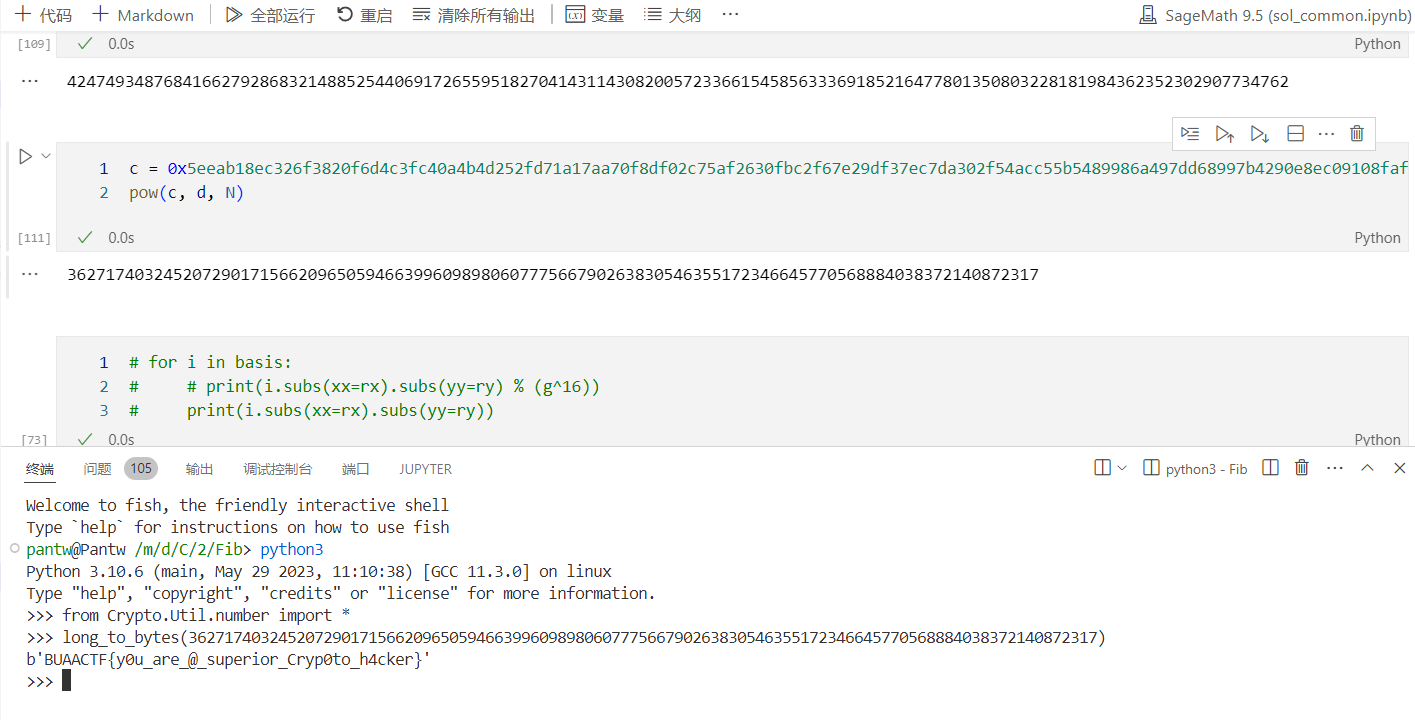 代码 Markdown 全部运行 重启 清除所有输出 变量 大纲 ... SageMath 9.5 (sol_common.ipynb)
[109] 0.0s Python
... 4247493487684166279286832148852544069172655951827041431143082005723366154585633369185216477801350803228181984362352302907734762
1 c = 0x5eeab18ec326f3820f6d4c3fc40a4b4d252fd71a17aa70f8df02c75af2630fbc2f67e29df37ec7da302f54acc55b5489986a497dd68997b4290e8ec09108faf
2 pow(c, d, N)
[111] 0.0s Python
... 3627174032452072901715662096505946639960989806077756679026383054635517234664577056888403837214087​2317
1 # for i in basis:
2 # # print(i.subs(xx=rx).subs(yy=ry) % (g^16))
3 # print(i.subs(xx=rx).subs(yy=ry))
[73] 0.0s Python
终端 问题 105 输出 调试控制台 端口 JUPYTER python3 - Fib ...
Welcome to fish, the friendly interactive shell
Type `help` for instructions on how to use fish
pantw@Pantw /m/d/C/2/Fib> python3
Python 3.10.6 (main, May 29 2023, 11:10:38) [GCC 11.3.0] on linux
Type "help", "copyright", "credits" or "license" for more information.
>>> from Crypto.Util.number import *
>>> long_to_bytes(3627174032452072901715662096505946639960989806077756679026383054635517234664577056888403837214087​2317)
b'BUAACTF{y0u_are_@_superior_Cryp0to_h4cker}'
>>>